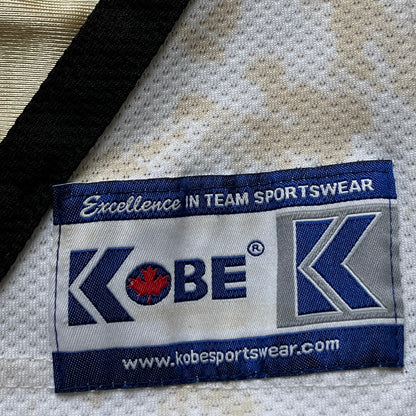 Excellence IN TEAM SPORTSWEAR
KOBE® K
www.kobesportswear.com